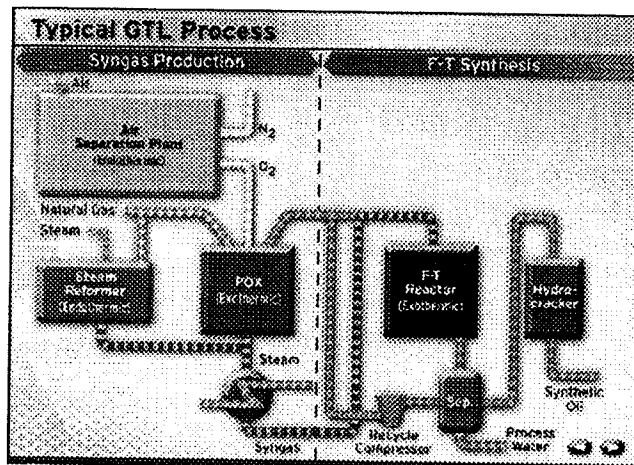 Typical GTL Process
Syngas Production
F-T Synthesis
Air
Air
Separation Plant
N2
O2
Natural Gas
Steam
Steam
Reformer
(Endothermic)
POX
(Exothermic)
F-T
Reactor
(Exothermic)
Hydro-
cracker
Steam
Syngas
Recycle
Compressor
Sep
Process
Water
Synthetic
Oil